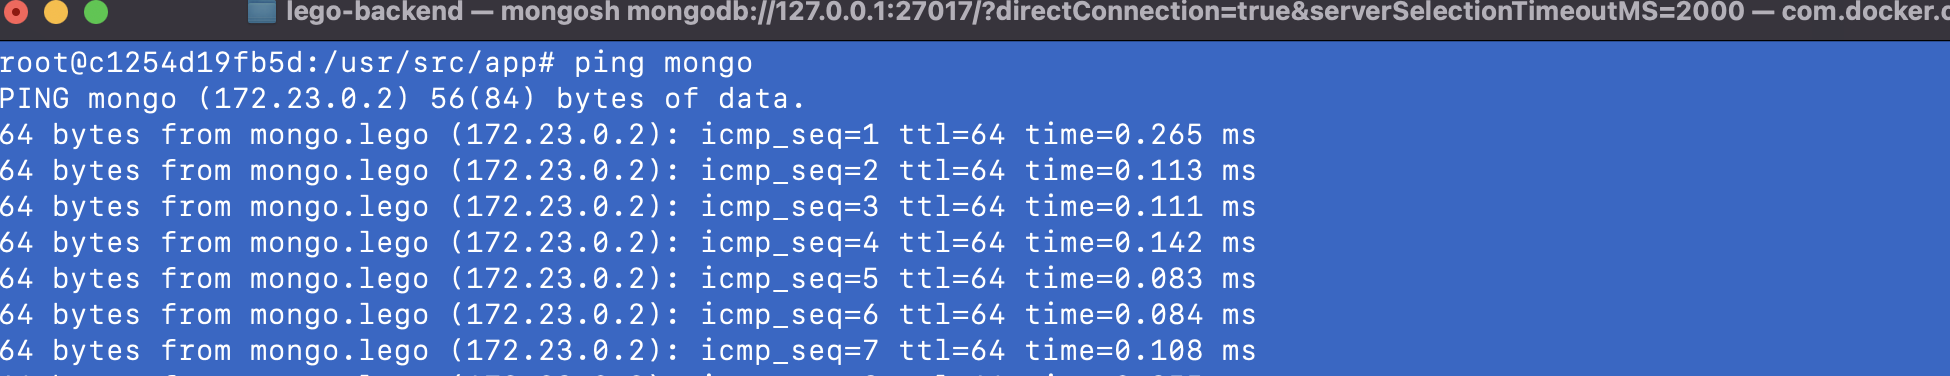 lego-backend — mongosh mongodb://127.0.0.1:27017/?directConnection=true&serverSelectionTimeoutMS=2000 — com.docker.
root@c1254d19fb5d:/usr/src/app# ping mongo
PING mongo (172.23.0.2) 56(84) bytes of data.
64 bytes from mongo.lego (172.23.0.2): icmp_seq=1 ttl=64 time=0.265 ms
64 bytes from mongo.lego (172.23.0.2): icmp_seq=2 ttl=64 time=0.113 ms
64 bytes from mongo.lego (172.23.0.2): icmp_seq=3 ttl=64 time=0.111 ms
64 bytes from mongo.lego (172.23.0.2): icmp_seq=4 ttl=64 time=0.142 ms
64 bytes from mongo.lego (172.23.0.2): icmp_seq=5 ttl=64 time=0.083 ms
64 bytes from mongo.lego (172.23.0.2): icmp_seq=6 ttl=64 time=0.084 ms
64 bytes from mongo.lego (172.23.0.2): icmp_seq=7 ttl=64 time=0.108 ms